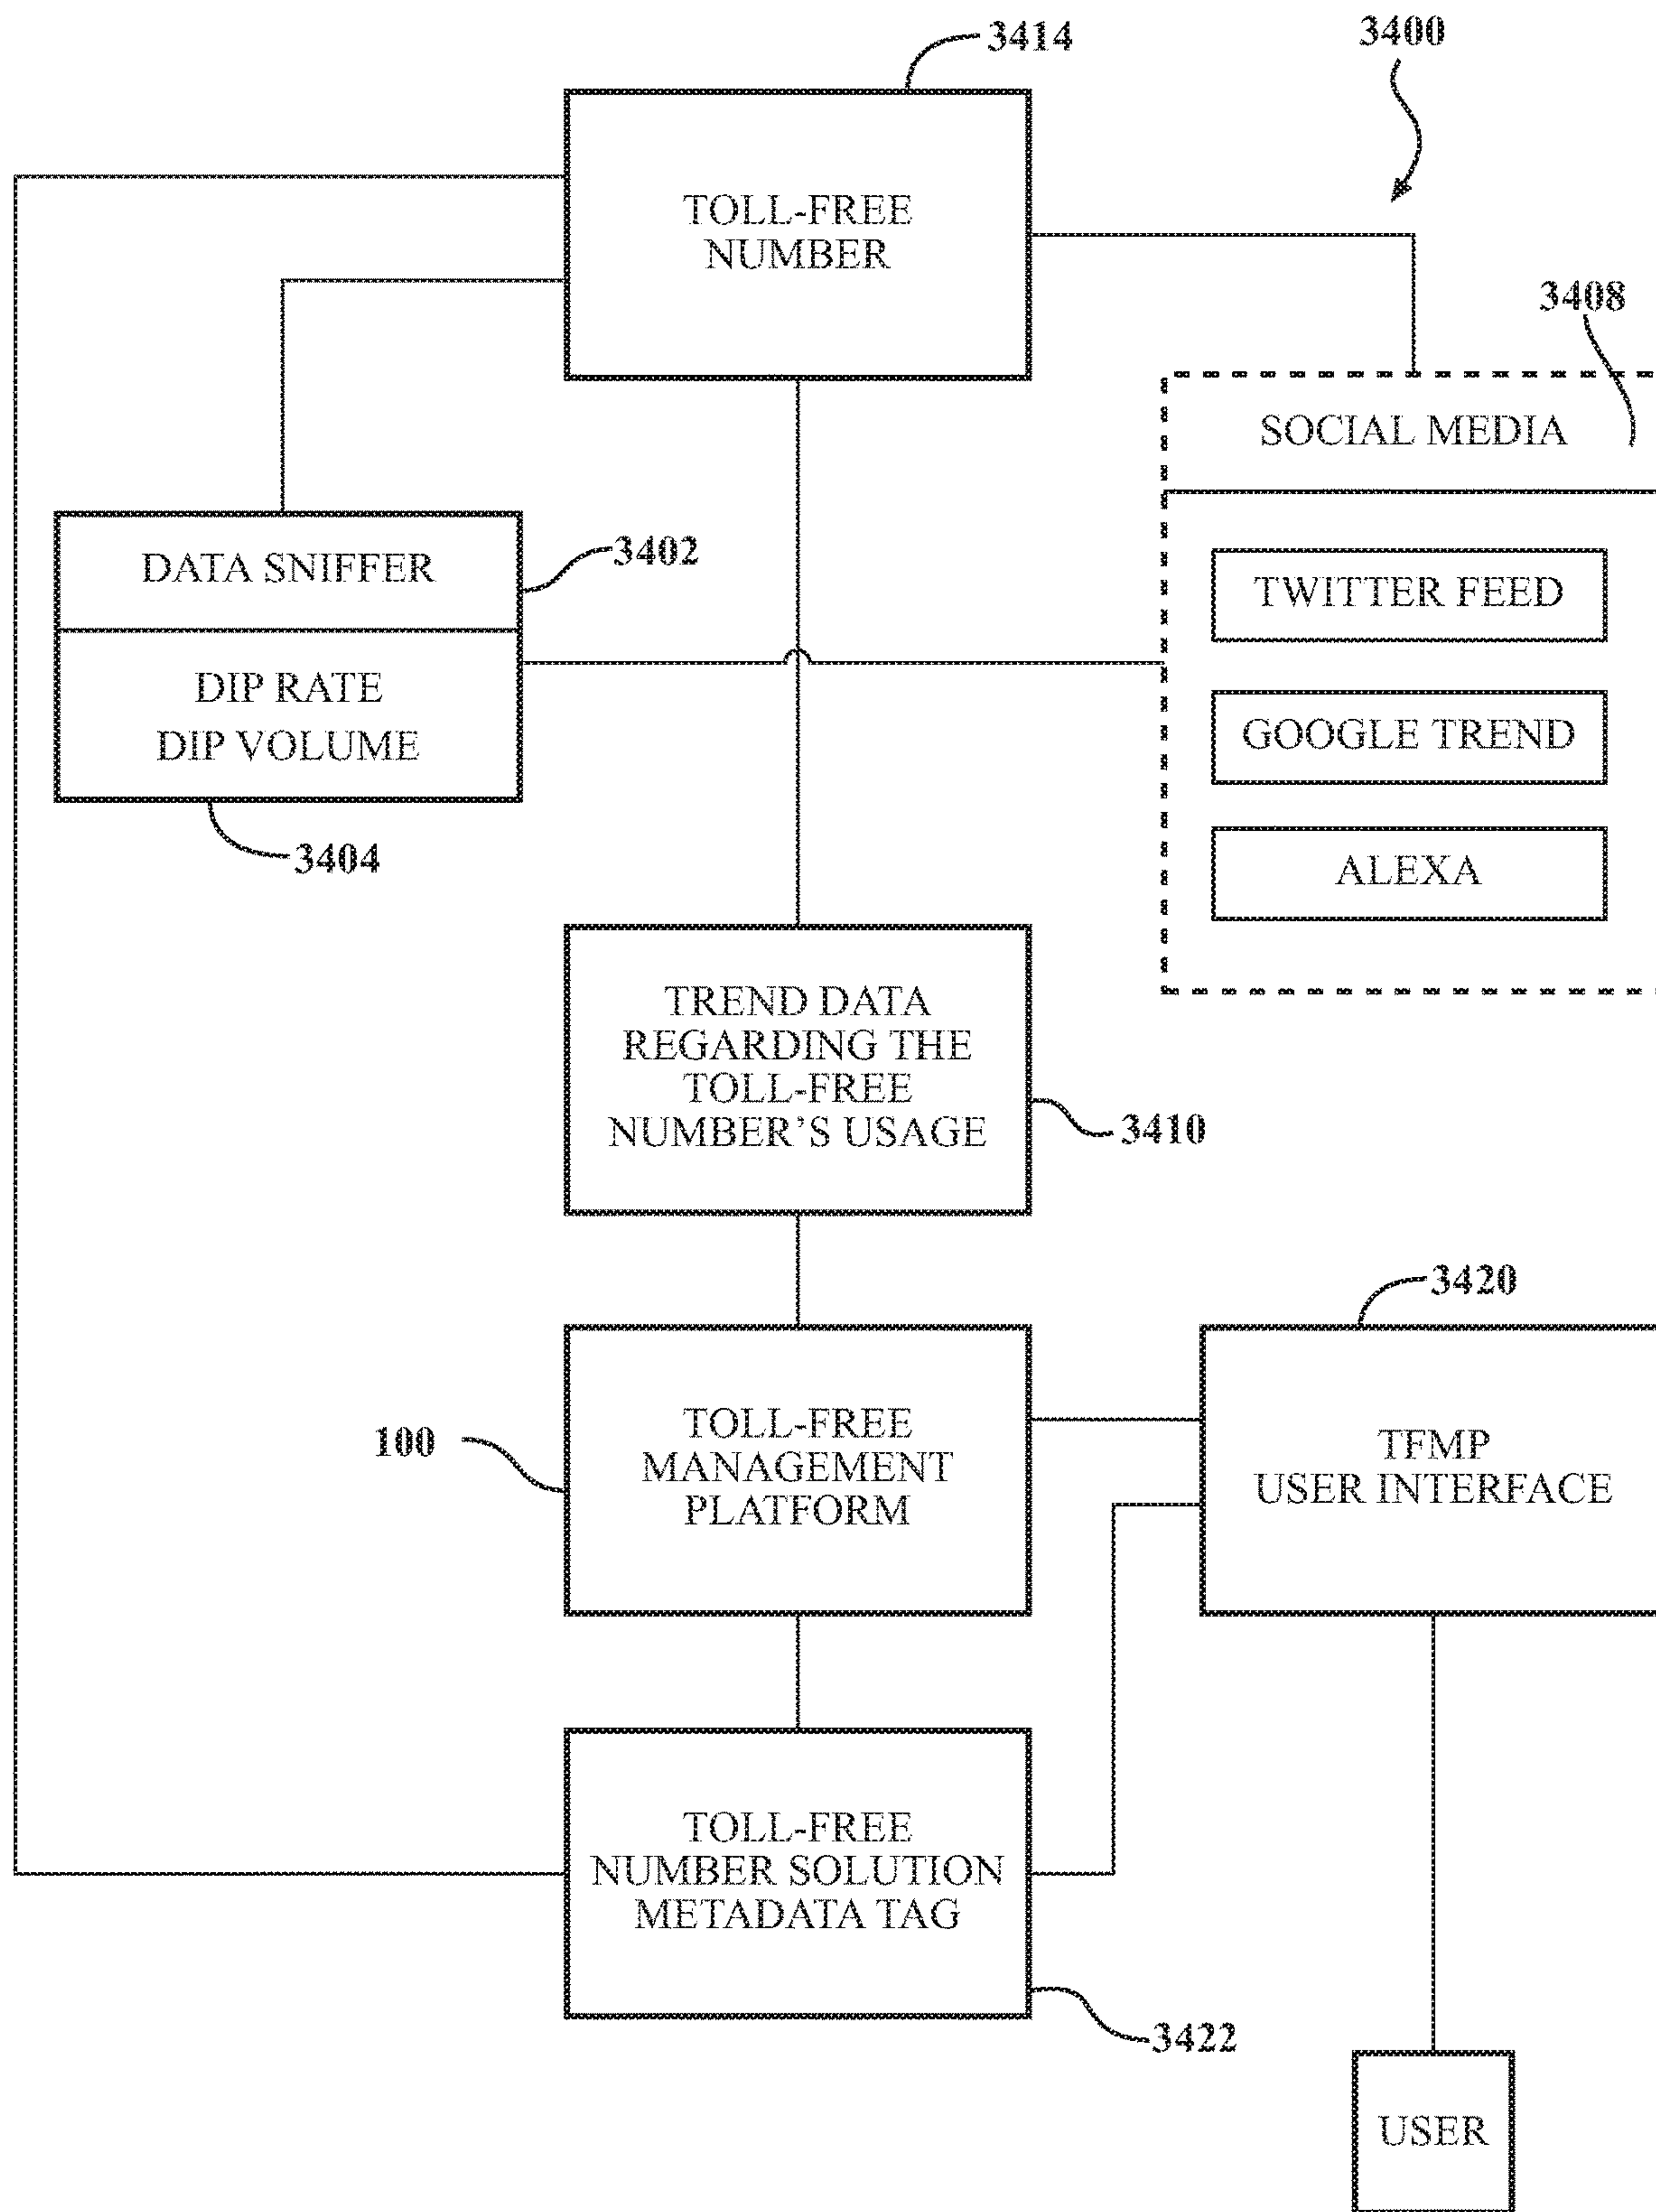 3414
3400
TOLL-FREE
NUMBER
3408
SOCIAL MEDIA
DATA SNIFFER
3402
TWITTER FEED
DIP RATE
DIP VOLUME
GOOGLE TREND
3404
ALEXA
TREND DATA
REGARDING THE
TOLL-FREE
NUMBER’S USAGE
3410
3420
100
TOLL-FREE
MANAGEMENT
PLATFORM
TFMP
USER INTERFACE
TOLL-FREE
NUMBER SOLUTION
METADATA TAG
3422
USER